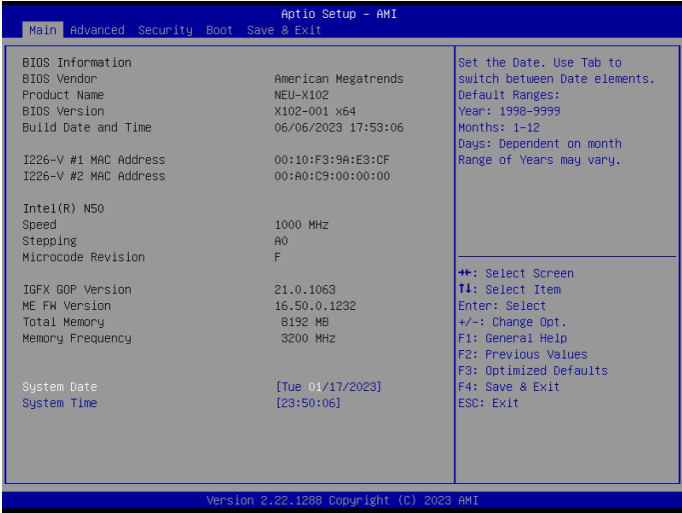 Aptio Setup - AMI
Main Advanced Security Boot Save & Exit
BIOS Information
BIOS Vendor American Megatrends
Product Name NEU-X102
BIOS Version X102-001 x64
Build Date and Time 06/06/2023 17:53:06
I226-V #1 MAC Address 00:10:F3:9A:E3:CF
I226-V #2 MAC Address 00:A0:C9:00:00:00
Intel(R) N50
Speed 1000 MHz
Stepping A0
Microcode Revision F
IGFX GOP Version 21.0.1063
ME FW Version 16.50.0.1232
Total Memory 8192 MB
Memory Frequency 3200 MHz
System Date [Tue 01/17/2023]
System Time [23:50:06]
Set the Date. Use Tab to
switch between Date elements.
Default Ranges:
Year: 1998-9999
Months: 1-12
Days: Dependent on month
Range of Years may vary.
→←: Select Screen
↑↓: Select Item
Enter: Select
+/-: Change Opt.
F1: General Help
F2: Previous Values
F3: Optimized Defaults
F4: Save & Exit
ESC: Exit
Version 2.22.1288 Copyright (C) 2023 AMI